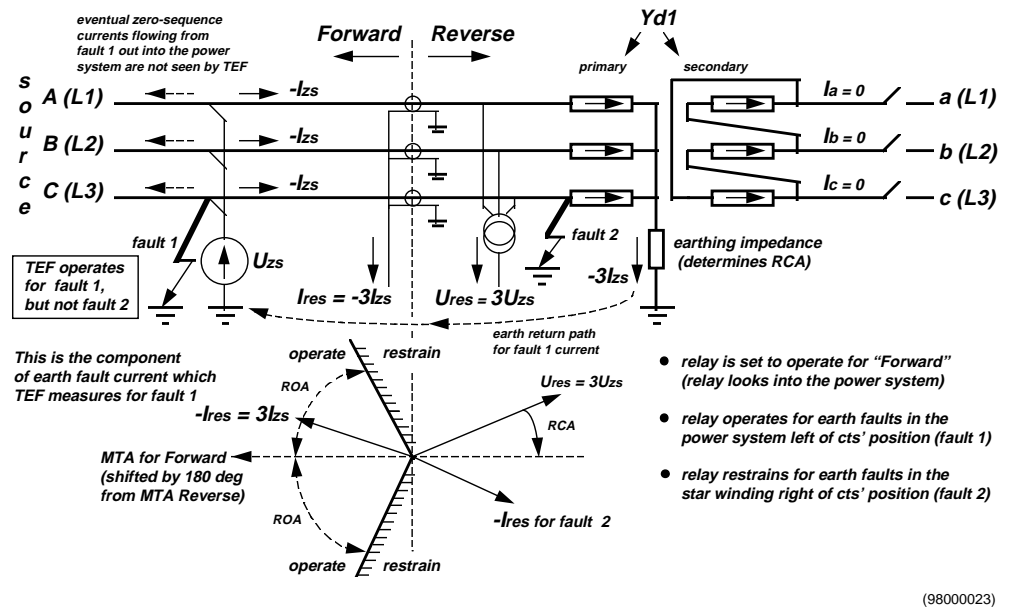 eventual zero-sequence
currents flowing from
fault 1 out into the power
system are not seen by TEF
Forward
Reverse
Yd1
primary
secondary
source
A (L1)
-Izs
Ia = 0
a (L1)
B (L2)
-Izs
Ib = 0
b (L2)
C (L3)
-Izs
Ic = 0
c (L3)
fault 1
Uzs
fault 2
earthing impedance
(determines RCA)
-3Izs
TEF operates
for fault 1,
but not fault 2
Ires = -3Izs
Ures = 3Uzs
earth return path
for fault 1 current
This is the component
of earth fault current which
TEF measures for fault 1
operate
restrain
ROA
-Ires = 3Izs
Ures = 3Uzs
RCA
MTA for Forward
(shifted by 180 deg
from MTA Reverse)
ROA
-Ires for fault 2
operate
restrain
● relay is set to operate for “Forward”
(relay looks into the power system)
● relay operates for earth faults in the
power system left of cts’ position (fault 1)
● relay restrains for earth faults in the
star winding right of cts’ position (fault 2)
(98000023)